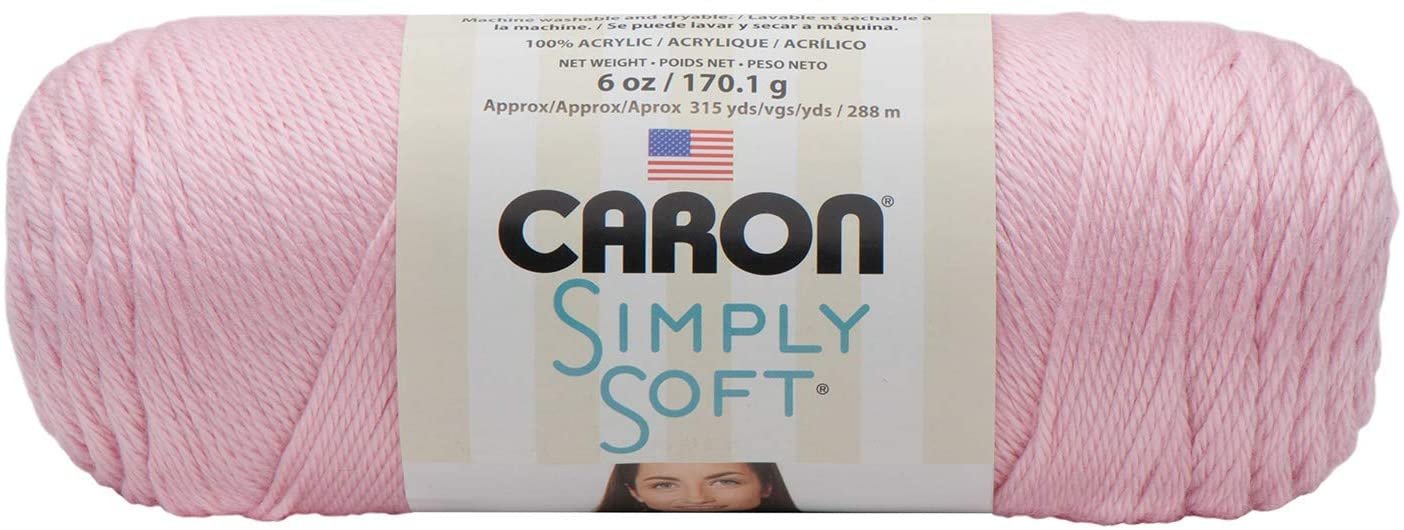 Machine washable and dryable. / Lavable et séchable à
la machine. / Se puede lavar y secar a máquina.
100% ACRYLIC / ACRYLIQUE / ACRÍLICO
NET WEIGHT • POIDS NET • PESO NETO
6 oz / 170.1 g
Approx/Approx/Aprox 315 yds/vgs/yds / 288 m
CARON®
SIMPLY
SOFT®